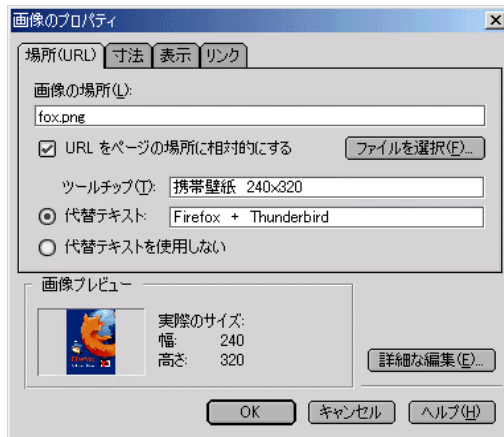 画像のプロパティ
場所(URL) 寸法 表示 リンク
画像の場所(L):
fox.png
URL をページの場所に相対的にする ファイルを選択(F)...
ツールチップ(T): 携帯壁紙 240x320
代替テキスト: Firefox + Thunderbird
代替テキストを使用しない
画像プレビュー
実際のサイズ:
幅: 240
高さ: 320
詳細な編集(E)...
OK キャンセル ヘルプ(H)